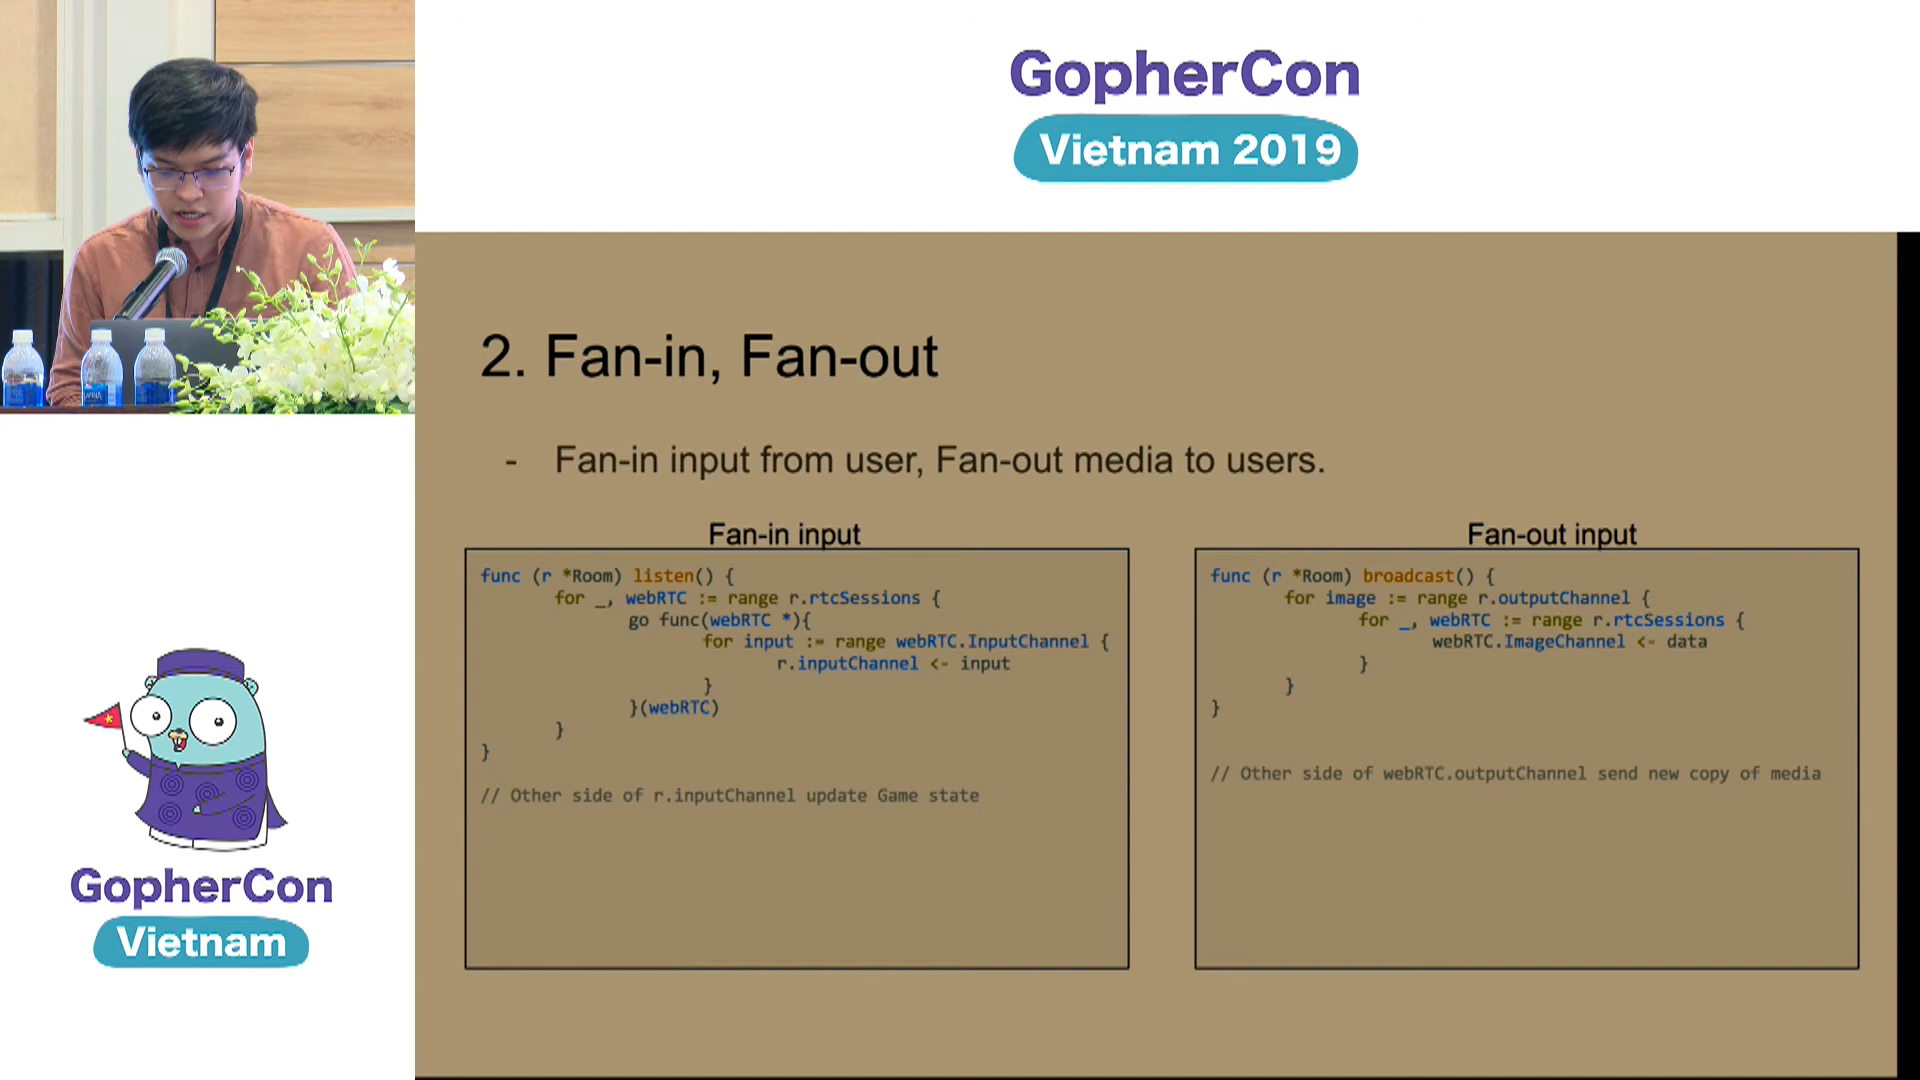 GopherCon
Vietnam 2019
2. Fan-in, Fan-out
- Fan-in input from user, Fan-out media to users.
Fan-in input
func (r *Room) listen() {
for _, webRTC := range r.rtcSessions {
go func(webRTC *){
for input := range webRTC.InputChannel {
r.inputChannel <- input
}
}(webRTC)
}
}
// Other side of r.inputChannel update Game state
Fan-out input
func (r *Room) broadcast() {
for image := range r.outputChannel {
for _, webRTC := range r.rtcSessions {
webRTC.ImageChannel <- data
}
}
}
// Other side of webRTC.outputChannel send new copy of media
GopherCon
Vietnam